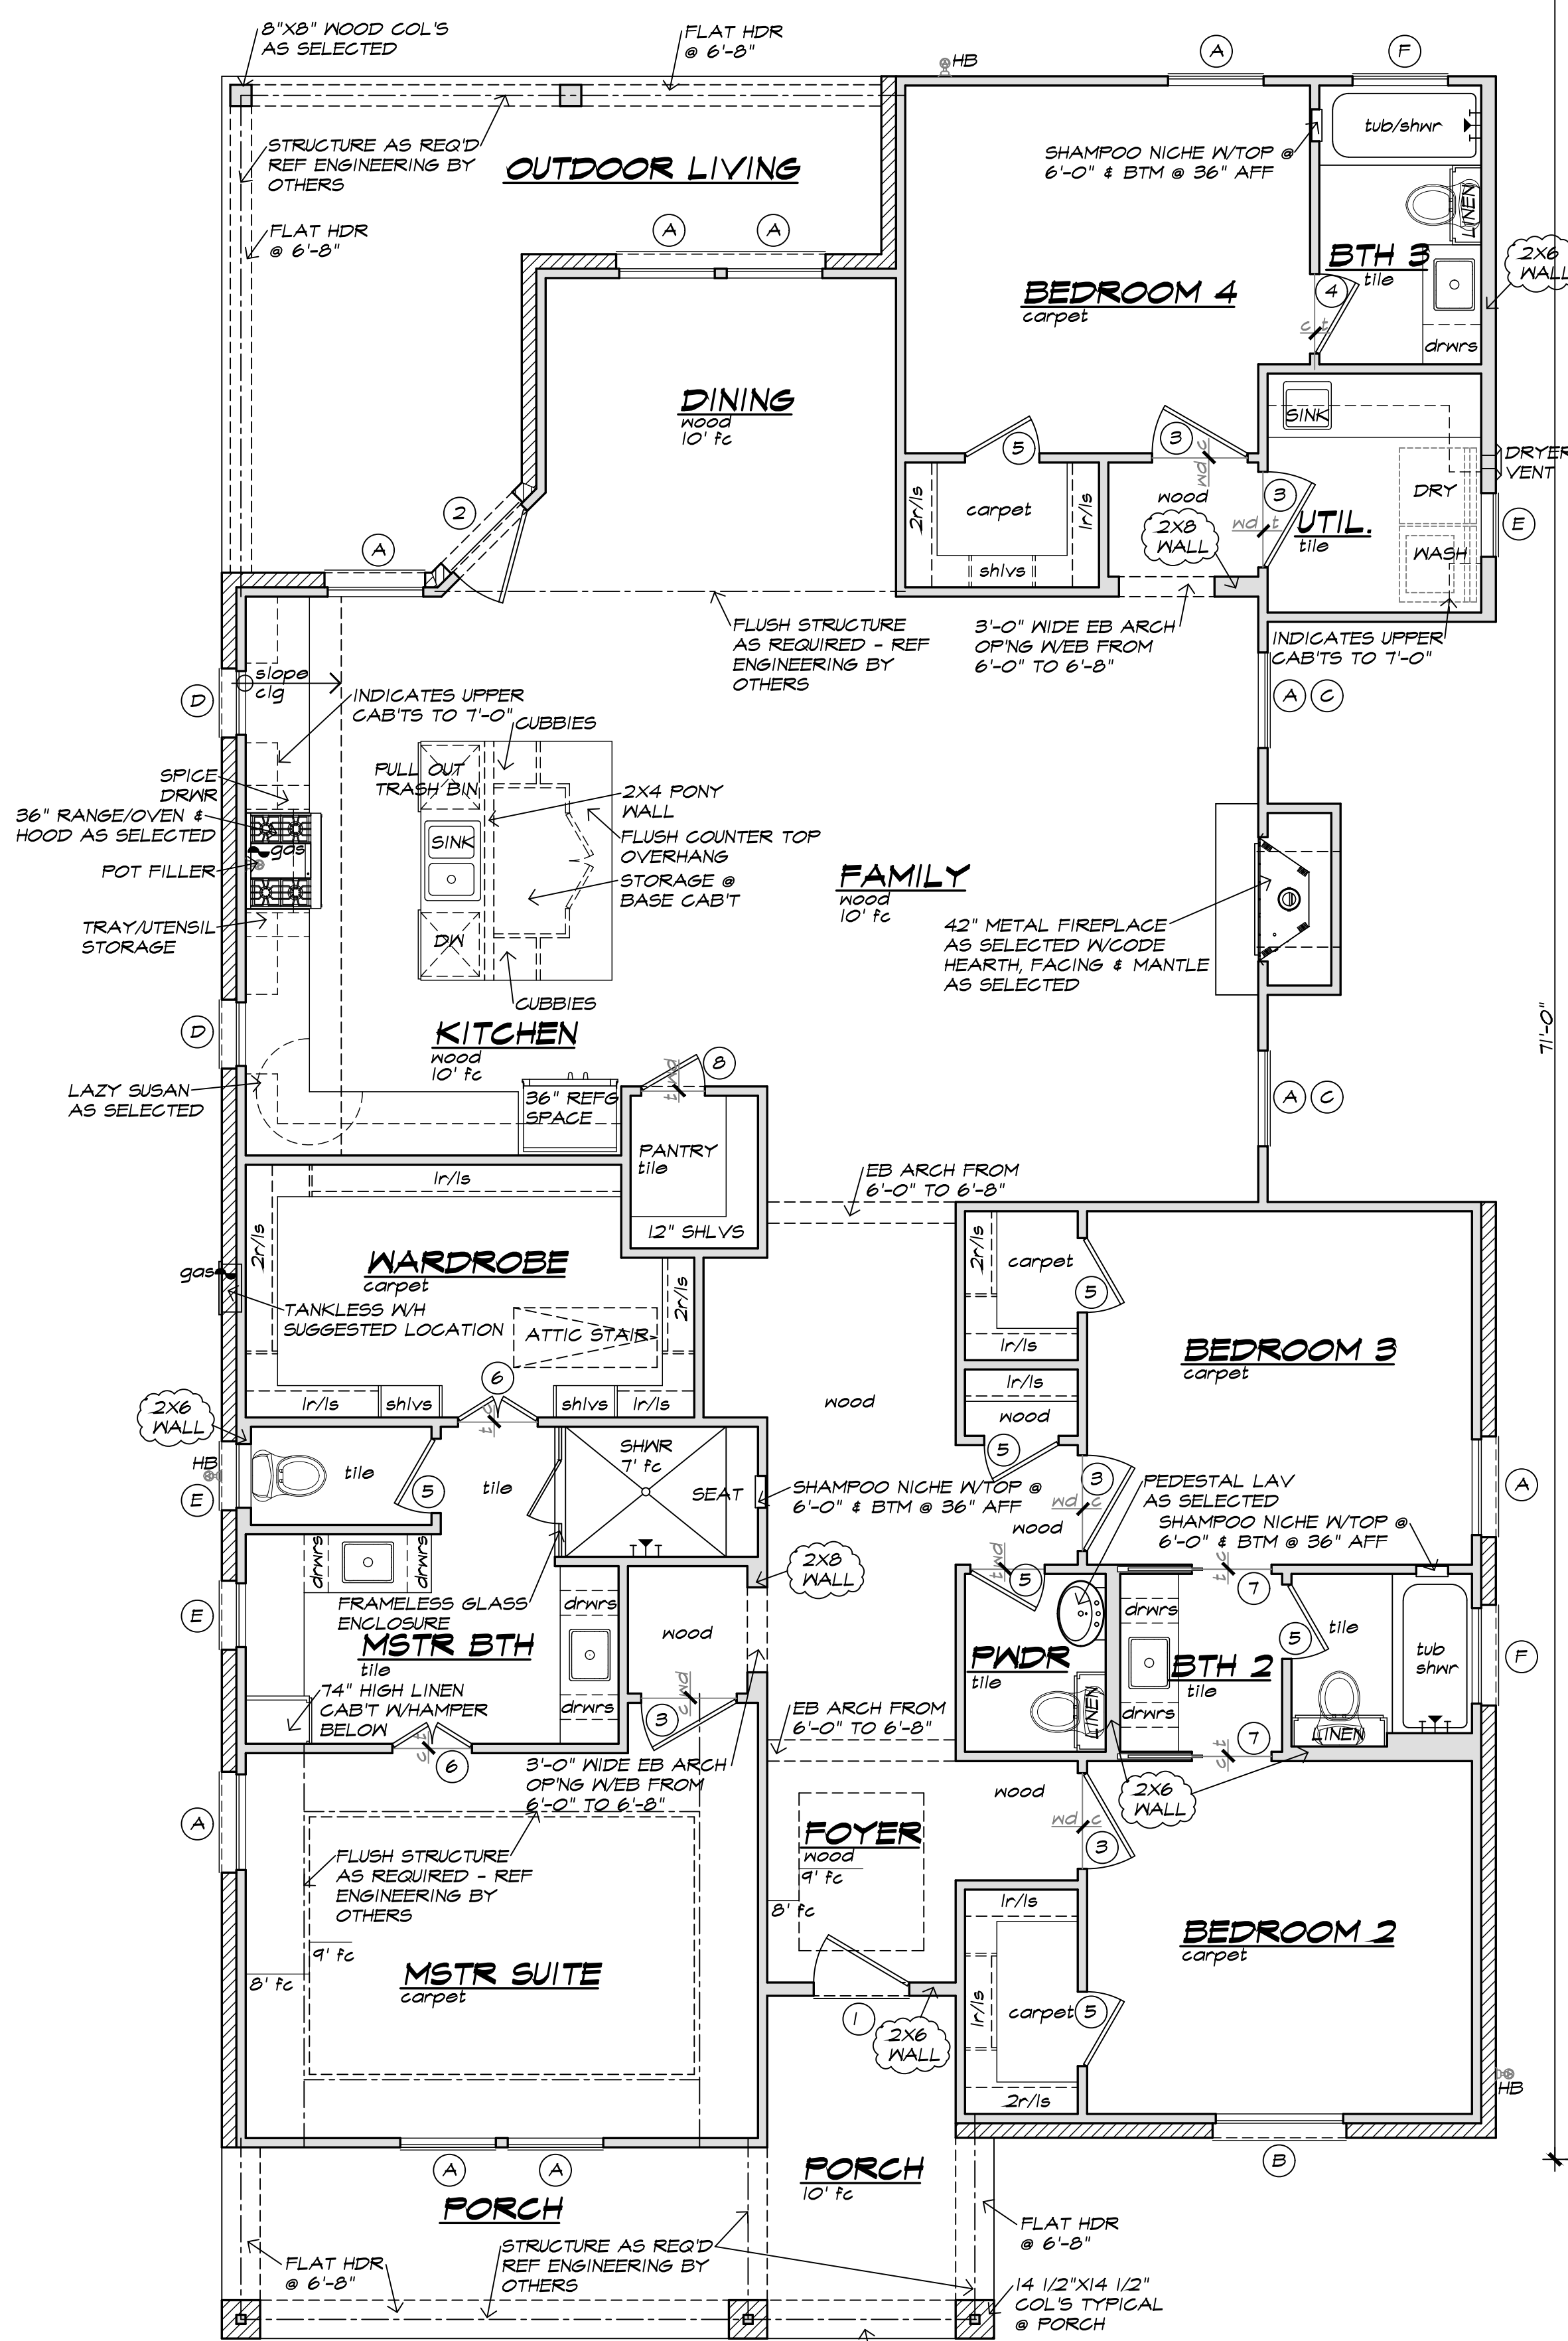 8"X8" WOOD COL'S
AS SELECTED
FLAT HDR
@ 6'-8"
HB
A
F
STRUCTURE AS REQ'D
REF ENGINEERING BY
OTHERS
OUTDOOR LIVING
SHAMPOO NICHE W/TOP @
6'-0" & BTM @ 36" AFF
tub/shwr
LINEN
FLAT HDR
@ 6'-8"
A
A
BTH 3
tile
2X6
WALL
BEDROOM 4
carpet
4
c
t
drwrs
DINING
wood
10' fc
SINK
5
3
wd
c
DRYER
VENT
2r/ls
carpet
1r/ls
shlvs
wood
3
wd
t
DRY
UTIL.
tile
E
2X8
WALL
WASH
2
A
FLUSH STRUCTURE
AS REQUIRED - REF
ENGINEERING BY
OTHERS
3'-0" WIDE EB ARCH
OP'NG W/EB FROM
6'-0" TO 6'-8"
INDICATES UPPER
CAB'TS TO 7'-0"
slope
clg
D
A
C
INDICATES UPPER
CAB'TS TO 7'-0"
CUBBIES
PULL OUT
TRASH BIN
SPICE
DRWR
2X4 PONY
WALL
36" RANGE/OVEN &
HOOD AS SELECTED
SINK
FLUSH COUNTER TOP
OVERHANG
gas
POT FILLER
STORAGE @
BASE CAB'T
FAMILY
wood
10' fc
TRAY/UTENSIL
STORAGE
DW
42" METAL FIREPLACE
AS SELECTED W/CODE
HEARTH, FACING & MANTLE
AS SELECTED
CUBBIES
71'-0"
D
KITCHEN
wood
10' fc
8
t
wd
LAZY SUSAN
AS SELECTED
36" REFG
SPACE
A
C
PANTRY
tile
12" SHLVS
1r/ls
EB ARCH FROM
6'-0" TO 6'-8"
2r/ls
WARDROBE
carpet
2r/ls
gas
TANKLESS W/H
SUGGESTED LOCATION
ATTIC STAIR
2r/ls
carpet
5
1r/ls
BEDROOM 3
carpet
6
1r/ls
shlvs
shlvs
1r/ls
c
t
wood
1r/ls
wood
2X6
WALL
HB
E
tile
5
tile
SHWR
7' fc
SEAT
SHAMPOO NICHE W/TOP @
6'-0" & BTM @ 36" AFF
5
3
wd
c
wood
PEDESTAL LAV
AS SELECTED
SHAMPOO NICHE W/TOP @
6'-0" & BTM @ 36" AFF
A
drwrs
drwrs
2X8
WALL
t
wd
5
c
t
7
E
FRAMELESS GLASS
ENCLOSURE
drwrs
MSTR BTH
tile
wood
drwrs
5
tile
tub
shwr
F
PWDR
tile
BTH 2
tile
74" HIGH LINEN
CAB'T W/HAMPER
BELOW
drwrs
wd
c
3
EB ARCH FROM
6'-0" TO 6'-8"
LINEN
drwrs
LINEN
7
t
c
t
c
6
3'-0" WIDE EB ARCH
OP'NG W/EB FROM
6'-0" TO 6'-8"
wood
2X6
WALL
A
FOYER
wood
9' fc
8' fc
wd
c
3
FLUSH STRUCTURE
AS REQUIRED - REF
ENGINEERING BY
OTHERS
1r/ls
9' fc
8' fc
MSTR SUITE
carpet
BEDROOM 2
carpet
1r/ls
carpet
5
1
2X6
WALL
2r/ls
HB
A
A
B
PORCH
10' fc
PORCH
FLAT HDR
@ 6'-8"
STRUCTURE AS REQ'D
REF ENGINEERING BY
OTHERS
FLAT HDR
@ 6'-8"
14 1/2"X14 1/2"
COL'S TYPICAL
@ PORCH